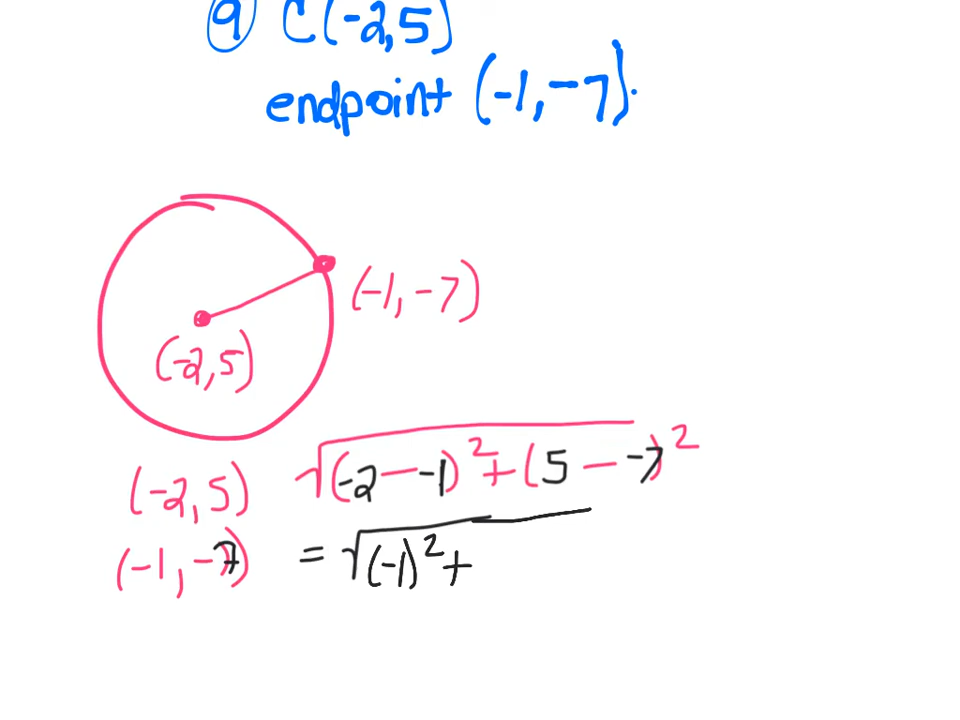 ⑨ C(-2,5)
endpoint (-1,-7).
(-1,-7)
(-2,5)
(-2,5) √(-2--1)²+(5--7)²
(-1,-7) =√(-1)²+